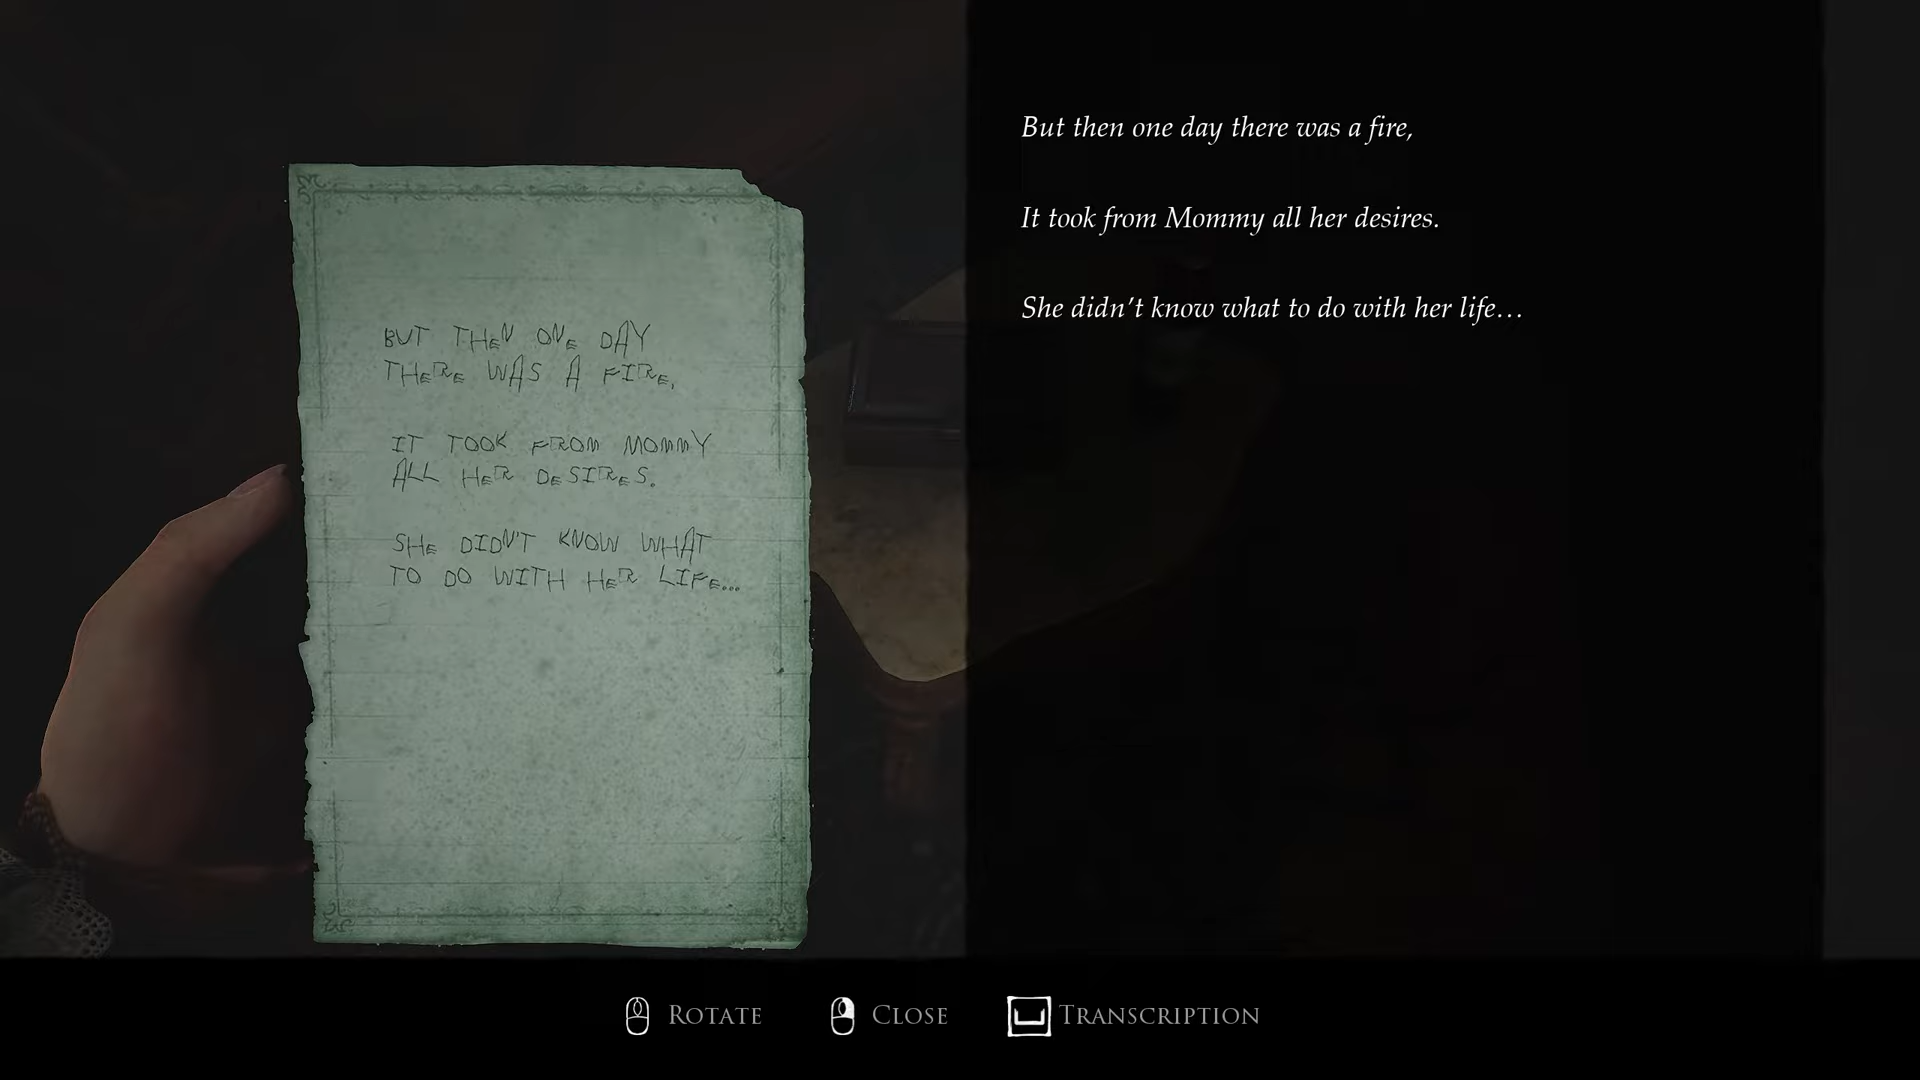 BUT THEN ONE DAY
THERE WAS A FIRE,
IT TOOK FROM MOMMY
ALL HER DESIRES.
SHE DIDN'T KNOW WHAT
TO DO WITH HER LIFE...
But then one day there was a fire,
It took from Mommy all her desires.
She didn’t know what to do with her life…
ROTATE
CLOSE
TRANSCRIPTION